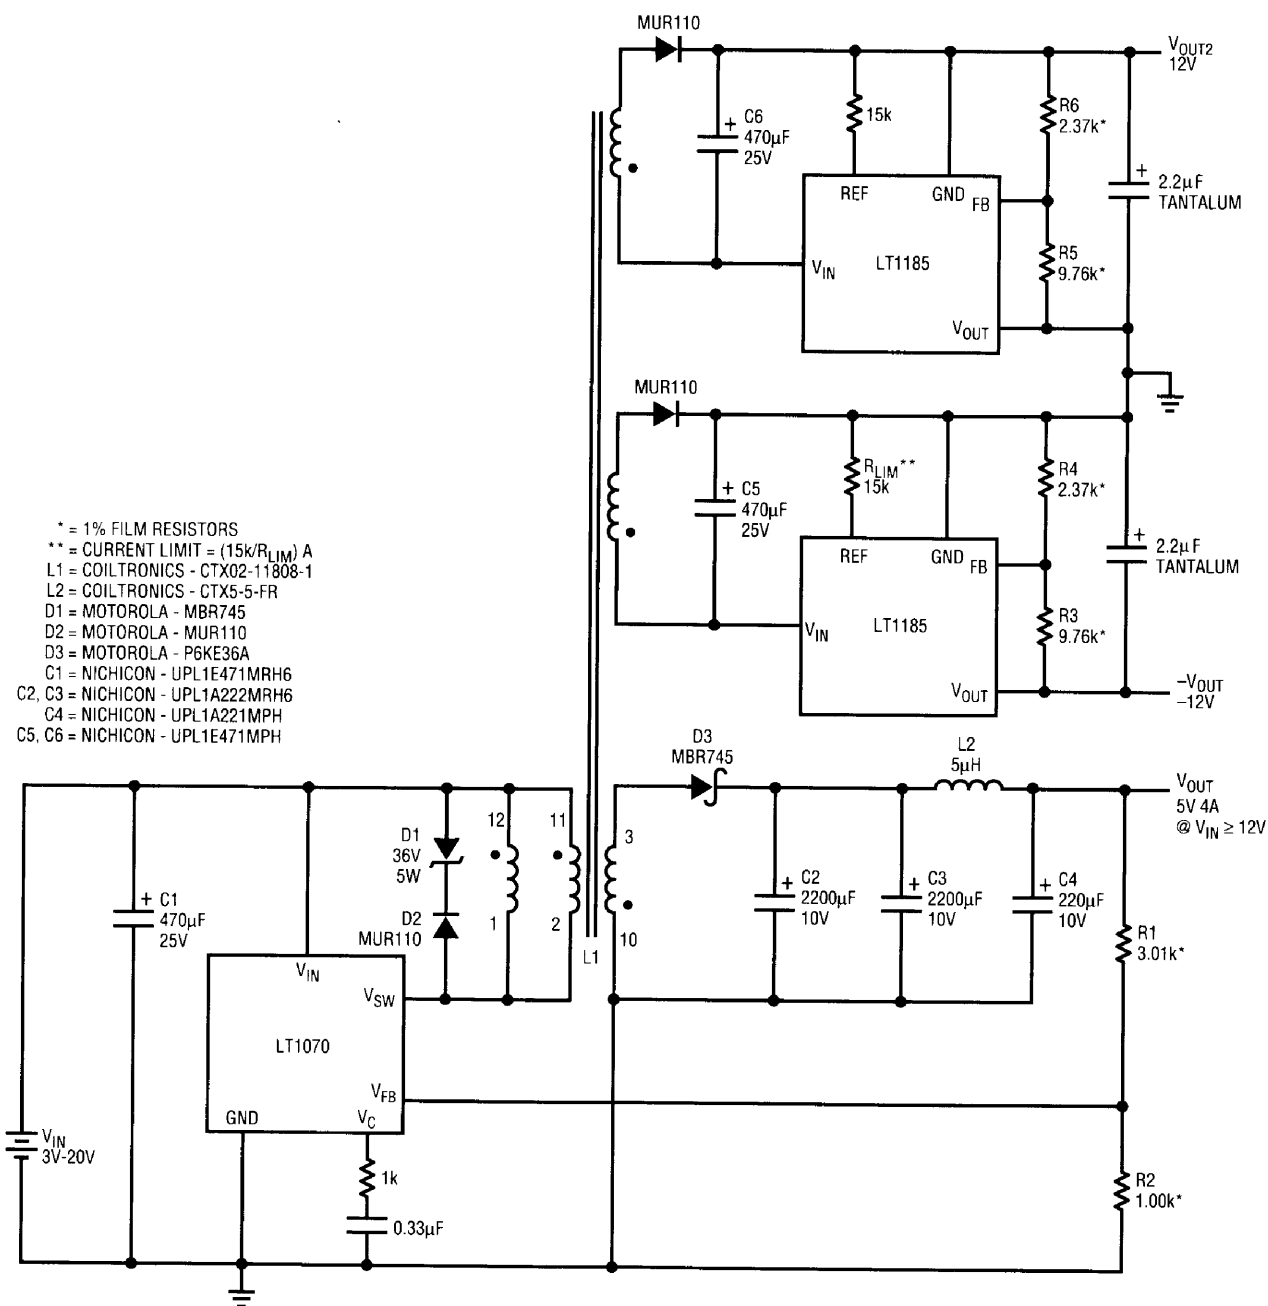 MUR110
VOUT2
12V
C6
470µF
25V
+
15k
R6
2.37k*
+
2.2µF
TANTALUM
REF
GND
FB
R5
9.76k*
LT1185
VIN
VOUT
MUR110
RLIM**
15k
R4
2.37k*
+
C5
470µF
25V
+
2.2µF
TANTALUM
REF
GND
FB
R3
9.76k*
LT1185
VIN
VOUT
–VOUT
–12V
* = 1% FILM RESISTORS
** = CURRENT LIMIT = (15k/RLIM) A
L1 = COILTRONICS - CTX02-11808-1
L2 = COILTRONICS - CTX5-5-FR
D1 = MOTOROLA - MBR745
D2 = MOTOROLA - MUR110
D3 = MOTOROLA - P6KE36A
C1 = NICHICON - UPL1E471MRH6
C2, C3 = NICHICON - UPL1A222MRH6
C4 = NICHICON - UPL1A221MPH
C5, C6 = NICHICON - UPL1E471MPH
D3
MBR745
L2
5µH
VOUT
5V 4A
@ VIN ≥ 12V
12
11
3
D1
36V
5W
+
C1
470µF
25V
D2
MUR110
1
2
10
L1
+
C2
2200µF
10V
+
C3
2200µF
10V
+
C4
220µF
10V
R1
3.01k*
VIN
VSW
LT1070
VFB
GND
VC
VIN
3V-20V
1k
0.33µF
R2
1.00k*